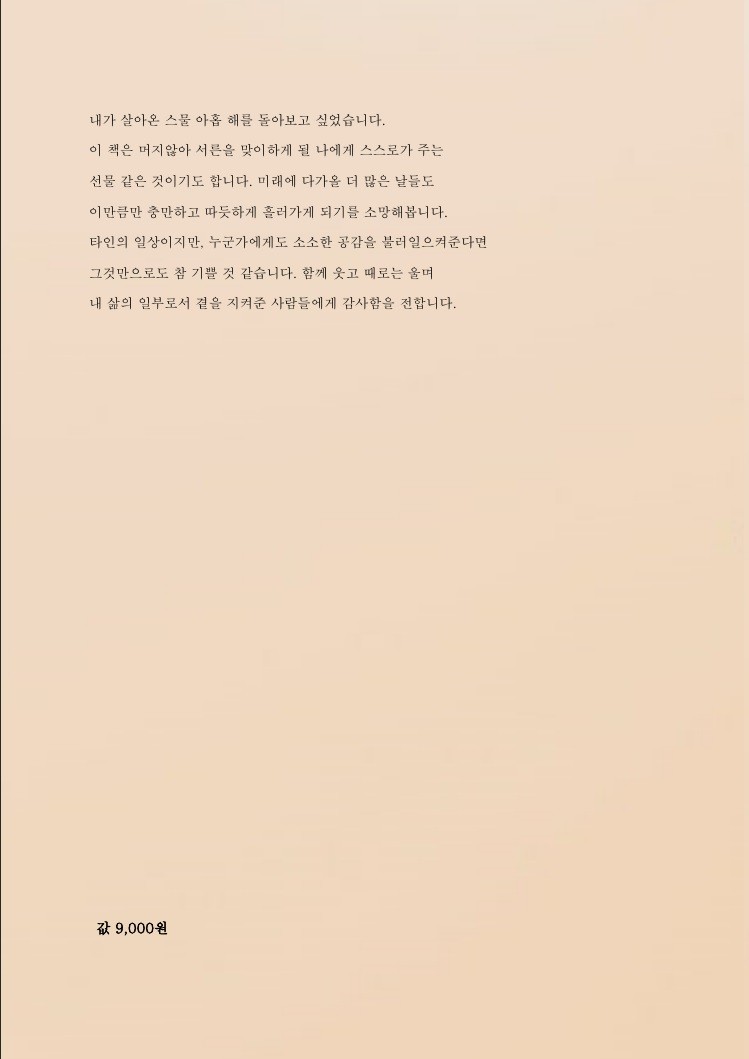 내가 살아온 스물 아홉 해를 돌아보고 싶었습니다.
이 책은 머지않아 서른을 맞이하게 될 나에게 스스로가 주는
선물 같은 것이기도 합니다. 미래에 다가올 더 많은 날들도
이만큼만 충만하고 따듯하게 흘러가게 되기를 소망해봅니다.
타인의 일상이지만, 누군가에게도 소소한 공감을 불러일으켜준다면
그것만으로도 참 기쁠 것 같습니다. 함께 웃고 때로는 울며
내 삶의 일부로서 곁을 지켜준 사람들에게 감사함을 전합니다.
값 9,000원